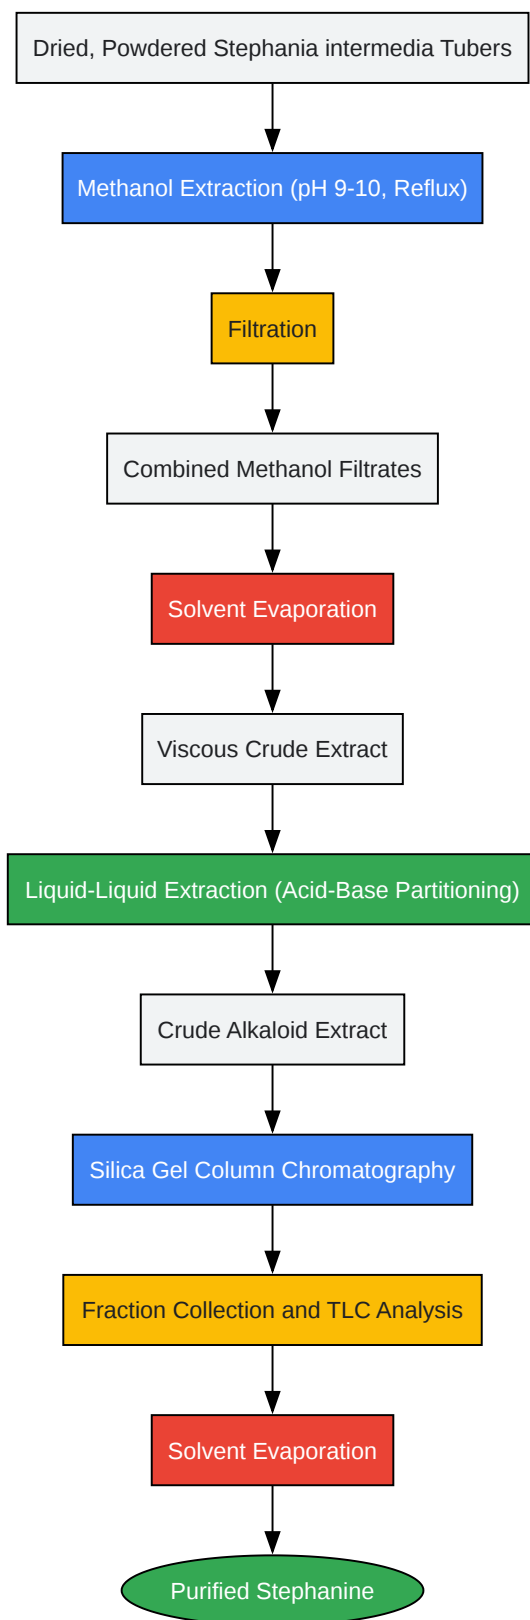 Dried, Powdered Stephania intermedia Tubers
Methanol Extraction (pH 9-10, Reflux)
Filtration
Combined Methanol Filtrates
Solvent Evaporation
Viscous Crude Extract
Liquid-Liquid Extraction (Acid-Base Partitioning)
Crude Alkaloid Extract
Silica Gel Column Chromatography
Fraction Collection and TLC Analysis
Solvent Evaporation
Purified Stephanine